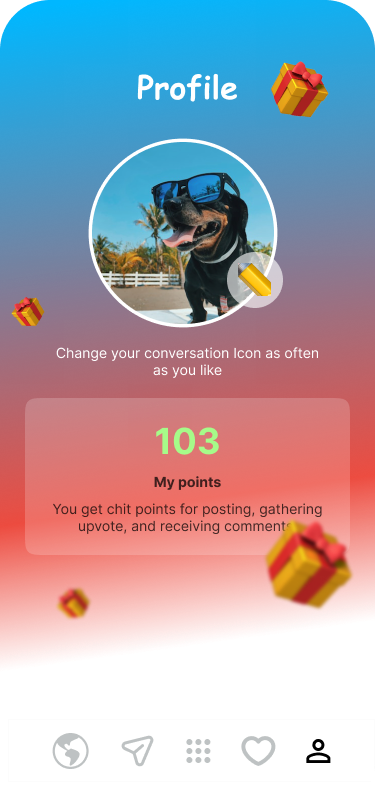 Profile
Change your conversation Icon as often
as you like
103
My points
You get chit points for posting, gathering
upvote, and receiving comments